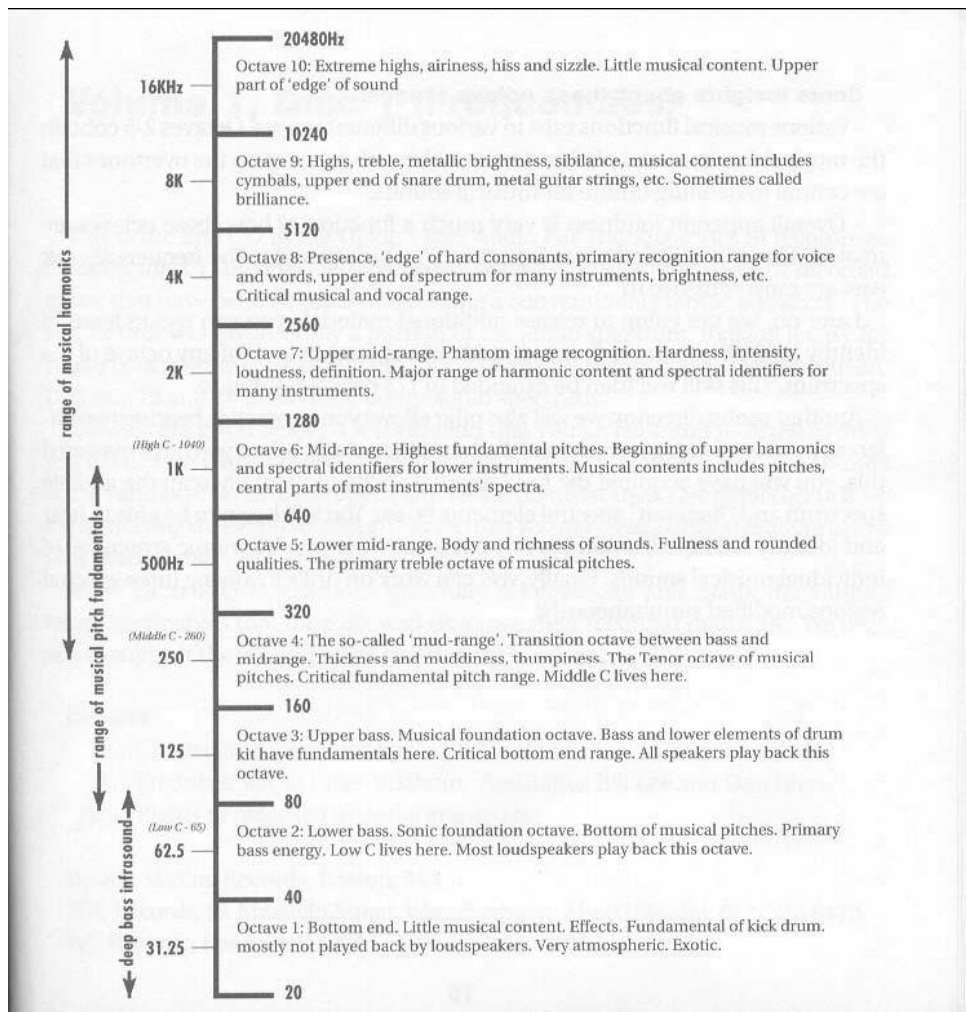 20480Hz
Octave 10: Extreme highs, airiness, hiss and sizzle. Little musical content. Upper
part of 'edge' of sound
16KHz
10240
Octave 9: Highs, treble, metallic brightness, sibilance, musical content includes
cymbals, upper end of snare drum, metal guitar strings, etc. Sometimes called
brilliance.
8K
5120
Octave 8: Presence, 'edge' of hard consonants, primary recognition range for voice
and words, upper end of spectrum for many instruments, brightness, etc.
Critical musical and vocal range.
4K
2560
Octave 7: Upper mid-range. Phantom image recognition. Hardness, intensity,
loudness, definition. Major range of harmonic content and spectral identifiers for
many instruments.
2K
1280
(High C - 1040)
Octave 6: Mid-range. Highest fundamental pitches. Beginning of upper harmonics
and spectral identifiers for lower instruments. Musical contents includes pitches,
central parts of most instruments' spectra.
1K
640
Octave 5: Lower mid-range. Body and richness of sounds. Fullness and rounded
qualities. The primary treble octave of musical pitches.
500Hz
320
(Middle C - 260)
Octave 4: The so-called 'mud-range'. Transition octave between bass and
midrange. Thickness and muddiness, thumpiness. The Tenor octave of musical
pitches. Critical fundamental pitch range. Middle C lives here.
250
160
Octave 3: Upper bass. Musical foundation octave. Bass and lower elements of drum
kit have fundamentals here. Critical bottom end range. All speakers play back this
octave.
125
80
(Low C - 65)
Octave 2: Lower bass. Sonic foundation octave. Bottom of musical pitches. Primary
bass energy. Low C lives here. Most loudspeakers play back this octave.
62.5
40
Octave 1: Bottom end. Little musical content. Effects. Fundamental of kick drum.
mostly not played back by loudspeakers. Very atmospheric. Exotic.
31.25
20
range of musical harmonics
range of musical pitch fundamentals
deep bass infrasound